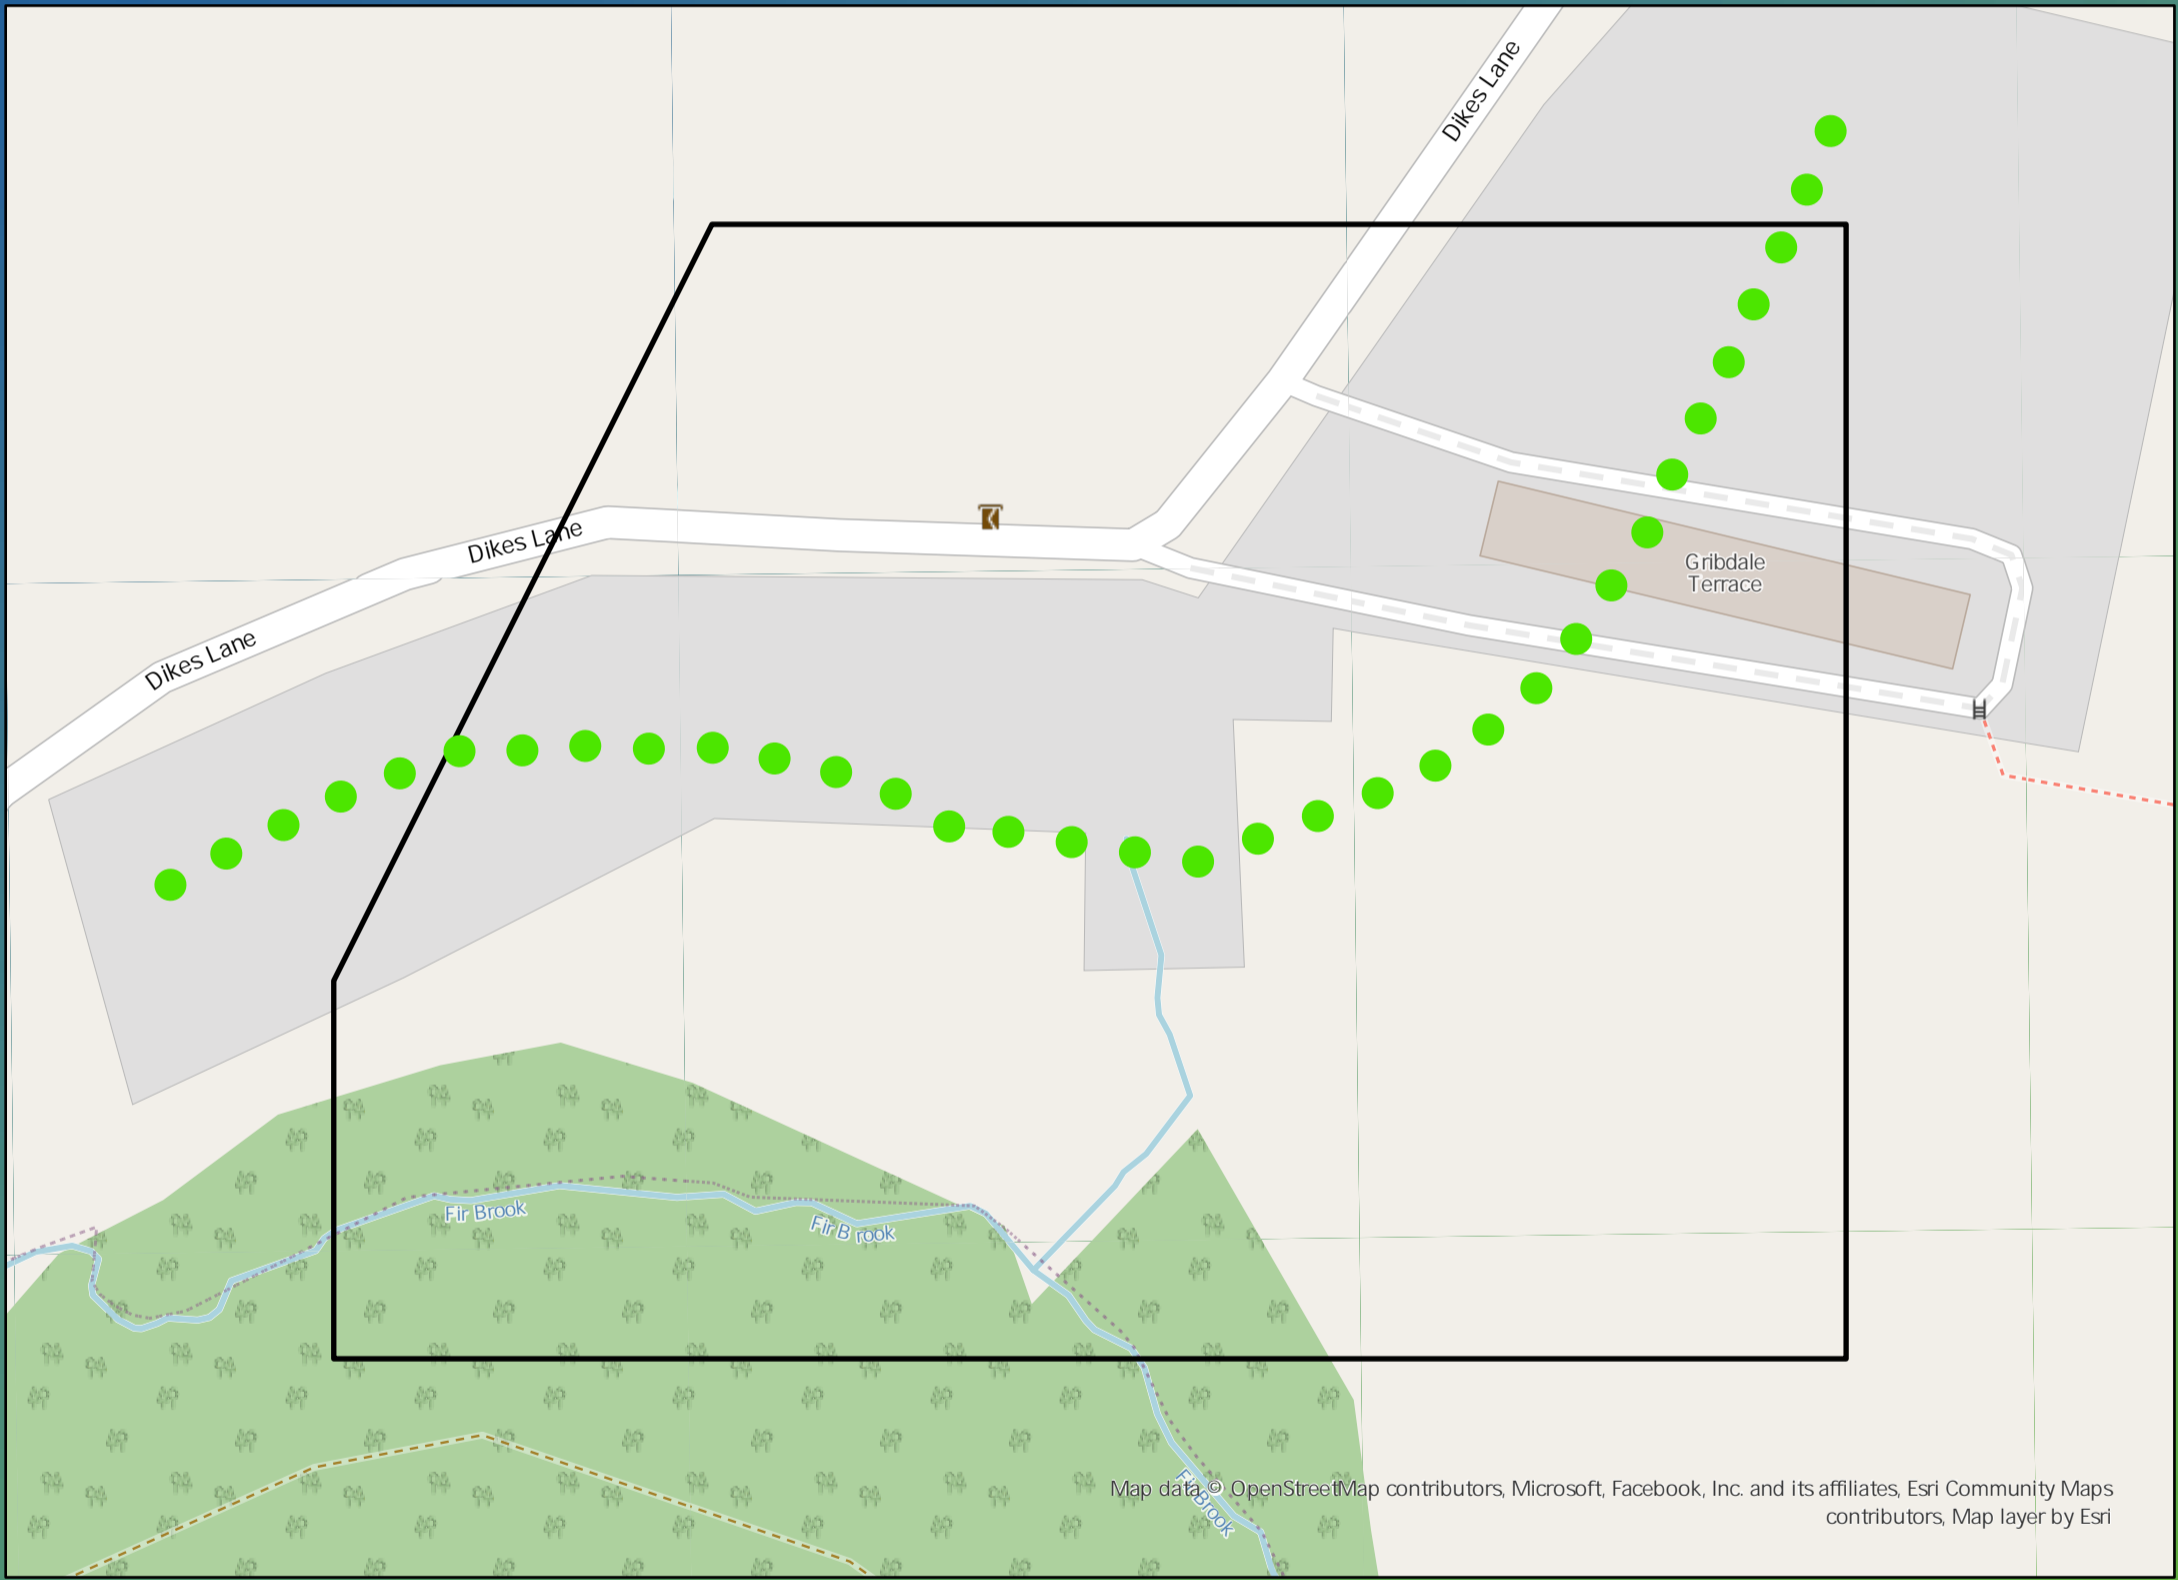 Dikes Lane
Dikes Lane
Dikes Lane
Gribdale
Terrace
Fir Brook
Fir B rook
Fir Brook
Map data © OpenStreetMap contributors, Microsoft, Facebook, Inc. and its affiliates, Esri Community Maps
contributors, Map layer by Esri